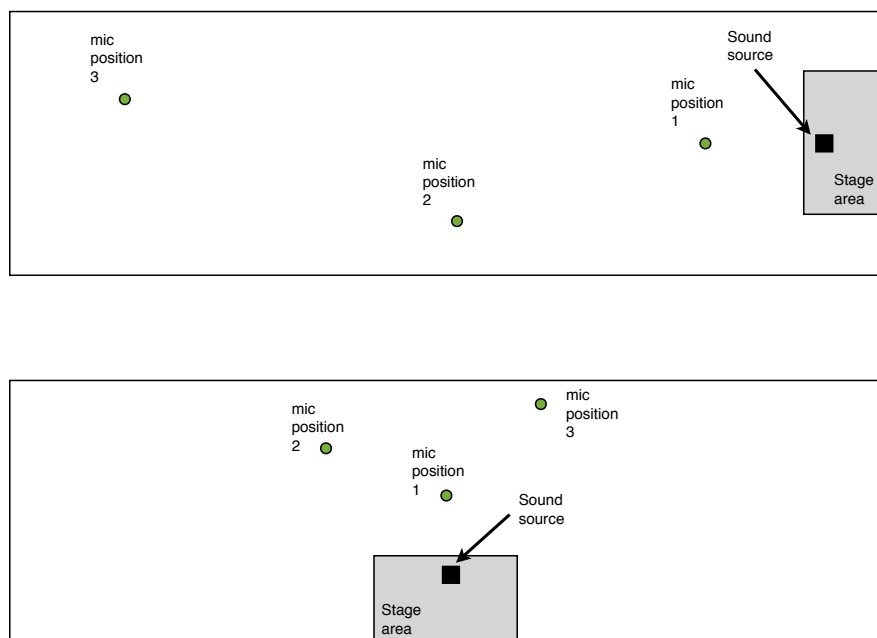 mic
position
3
Sound
source
mic
position
1
mic
position
2
Stage
area
mic
position
2
mic
position
3
mic
position
1
Sound
source
Stage
area